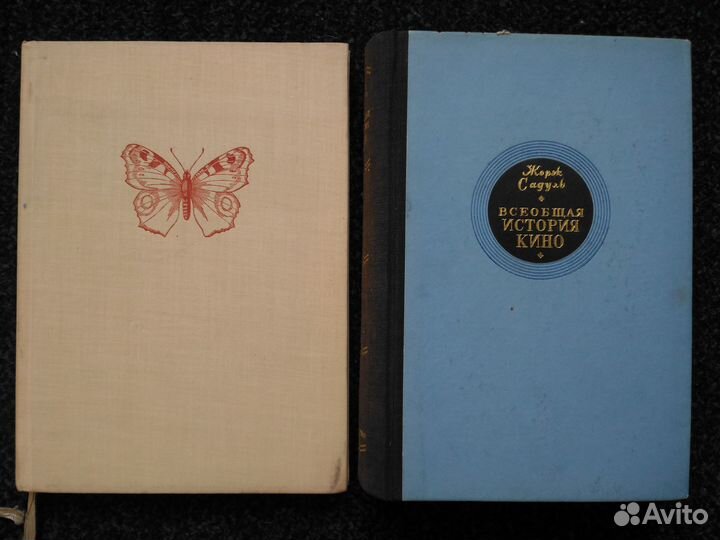 Жорж
Садуль
ВСЕОБЩАЯ
ИСТОРИЯ
КИНО
Avito